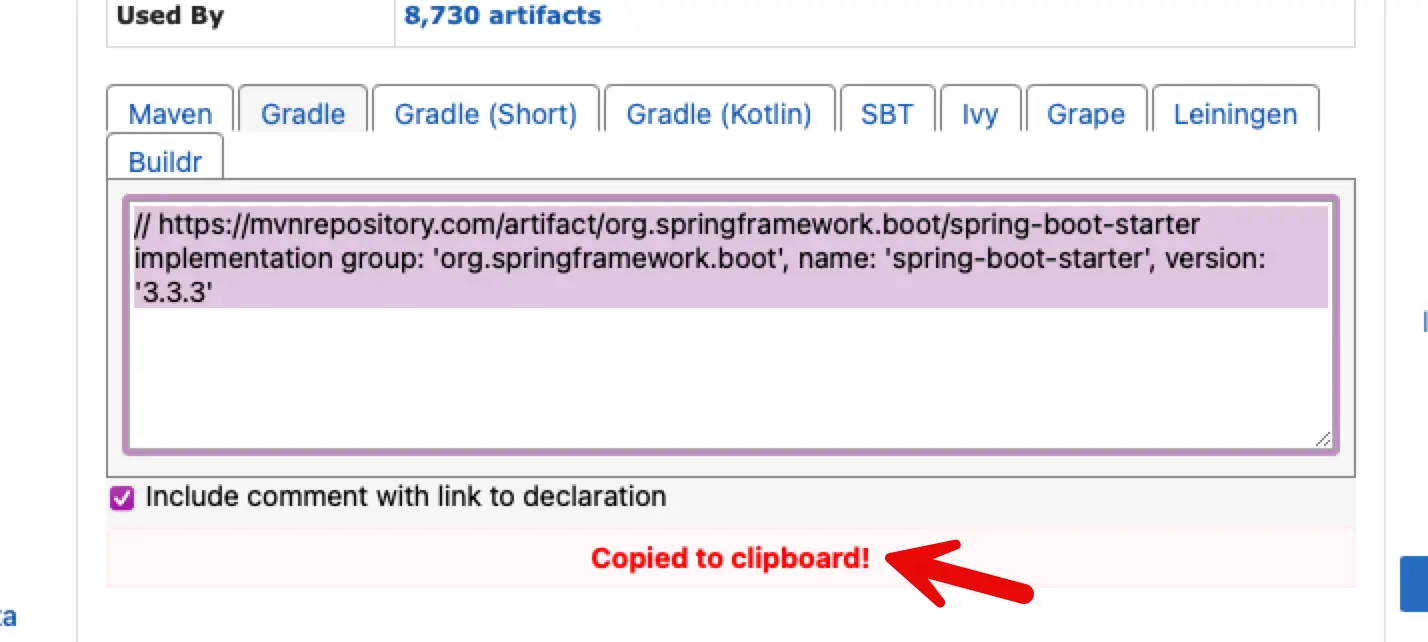 Used By 8,730 artifacts
Maven Gradle Gradle (Short) Gradle (Kotlin) SBT Ivy Grape Leiningen
Buildr
// https://mvnrepository.com/artifact/org.springframework.boot/spring-boot-starter
implementation group: 'org.springframework.boot', name: 'spring-boot-starter', version:
'3.3.3'
Include comment with link to declaration
Copied to clipboard!